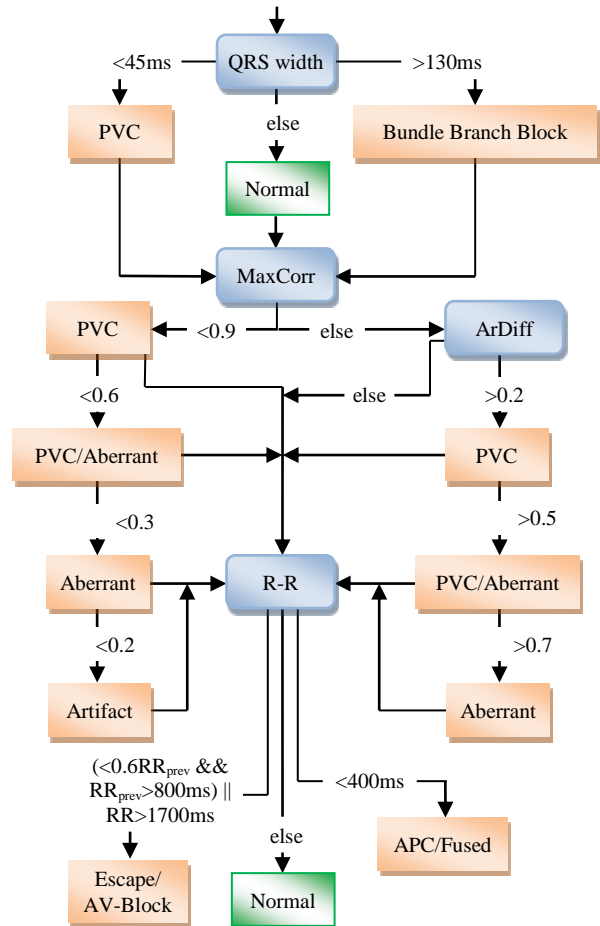 <45ms
QRS width
>130ms
PVC
else
Bundle Branch Block
Normal
MaxCorr
PVC
<0.9
else
ArDiff
<0.6
else
>0.2
PVC/Aberrant
PVC
<0.3
>0.5
Aberrant
R-R
PVC/Aberrant
<0.2
>0.7
Artifact
Aberrant
(<0.6RRprev &&
RRprev>800ms) ||
RR>1700ms
<400ms
else
APC/Fused
Escape/
AV-Block
Normal